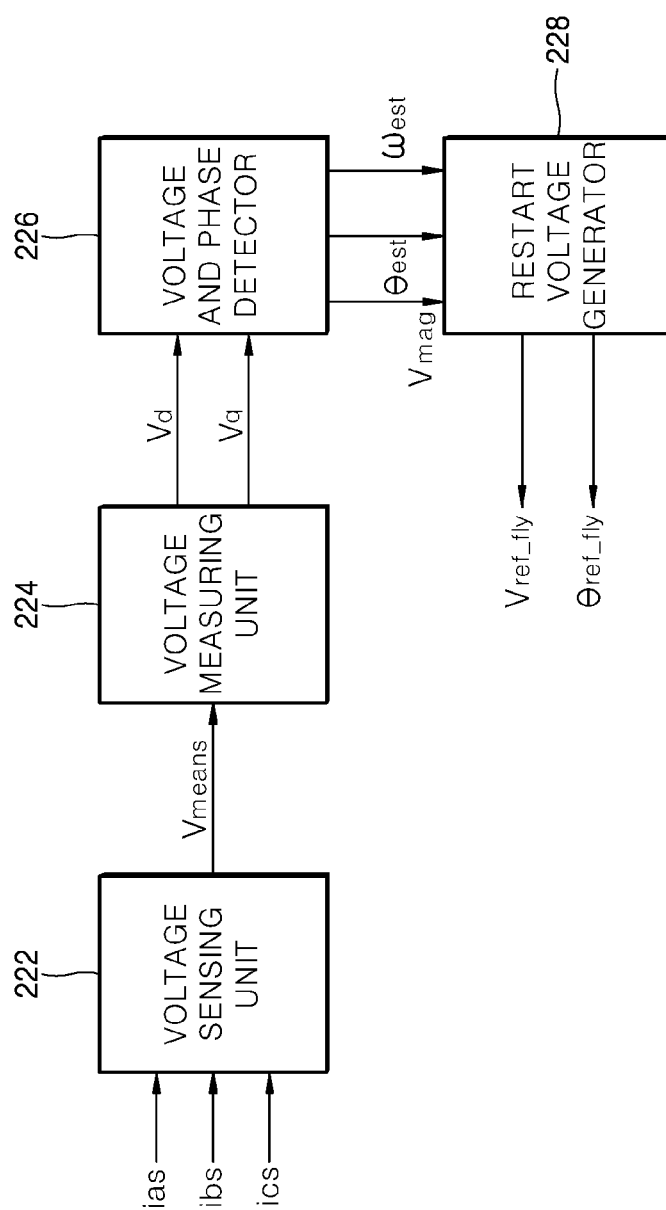 222
VOLTAGE
SENSING
UNIT
ias
ibs
ics
Vmeans
224
VOLTAGE
MEASURING
UNIT
Vd
Vq
226
VOLTAGE
AND PHASE
DETECTOR
Vmag
θest
ωest
228
RESTART
VOLTAGE
GENERATOR
Vref_fly
θref_fly